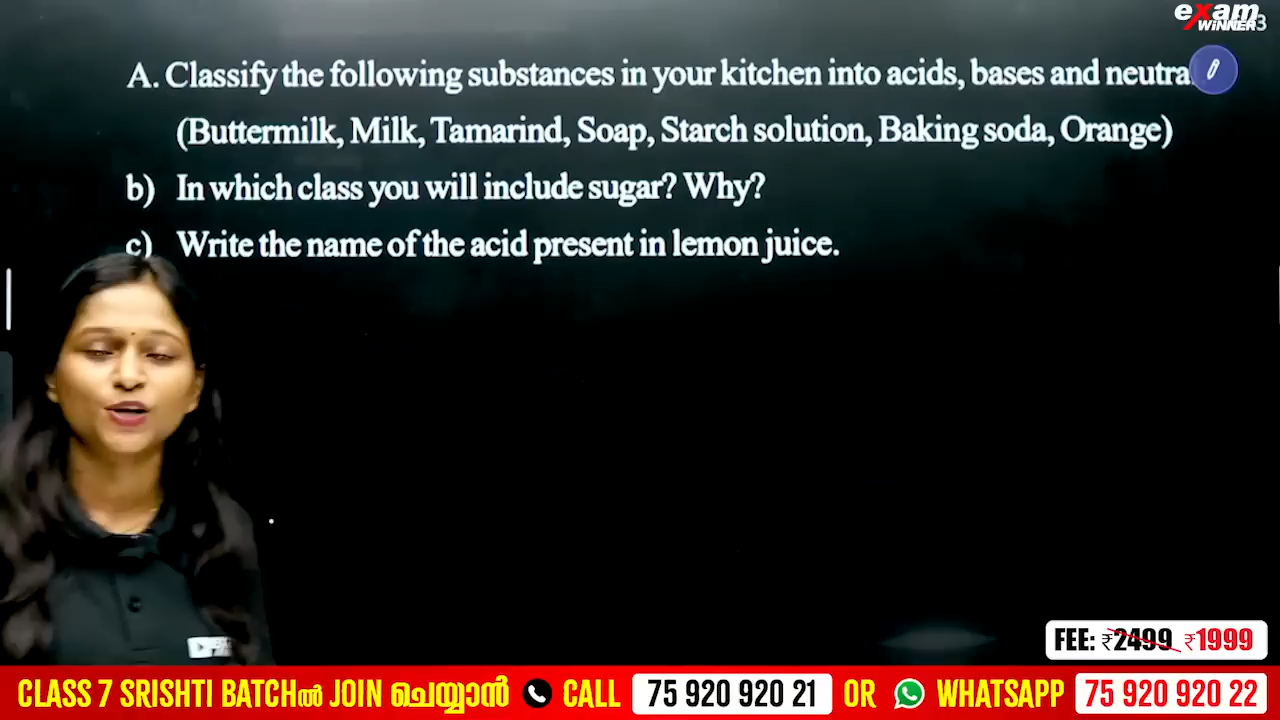 exam
WINNER
A. Classify the following substances in your kitchen into acids, bases and
(Buttermilk, Milk, Tamarind, Soap, Starch solution, Baking soda, Orange)
b) In which class you will include sugar? Why?
c) Write the name of the acid present in lemon juice.
FEE: ₹2499 ₹1999
CLASS 7 SRISHTI BATCHൽ JOIN ചെയ്യാൻ CALL 75 920 920 21 OR WHATSAPP 75 920 920 22